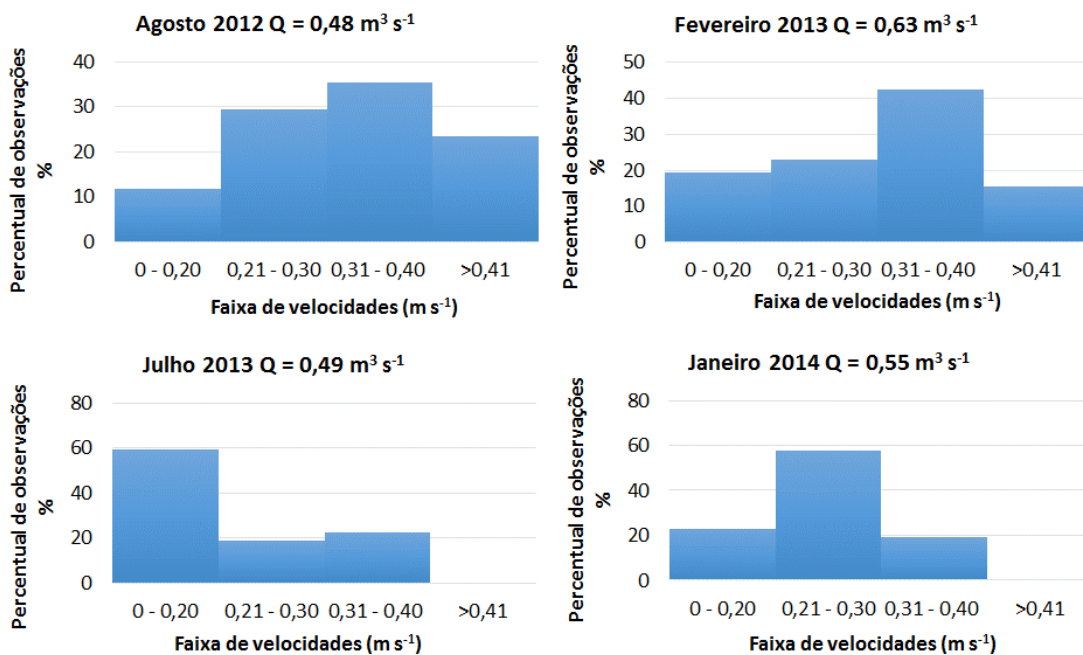 Agosto 2012 Q = 0,48 m³ s⁻¹
Percentual de observações
%
40
30
20
10
0
0 - 0,20 0,21 - 0,30 0,31 - 0,40 >0,41
Faixa de velocidades (m s⁻¹)
Fevereiro 2013 Q = 0,63 m³ s⁻¹
Percentual de observações
%
50
40
30
20
10
0
0 - 0,20 0,21 - 0,30 0,31 - 0,40 >0,41
Faixa de velocidades (m s⁻¹)
Julho 2013 Q = 0,49 m³ s⁻¹
Percentual de observações
%
80
60
40
20
0
0 - 0,20 0,21 - 0,30 0,31 - 0,40 >0,41
Faixa de velocidades (m s⁻¹)
Janeiro 2014 Q = 0,55 m³ s⁻¹
Percentual de observações
%
80
60
40
20
0
0 - 0,20 0,21 - 0,30 0,31 - 0,40 >0,41
Faixa de velocidades (m s⁻¹)